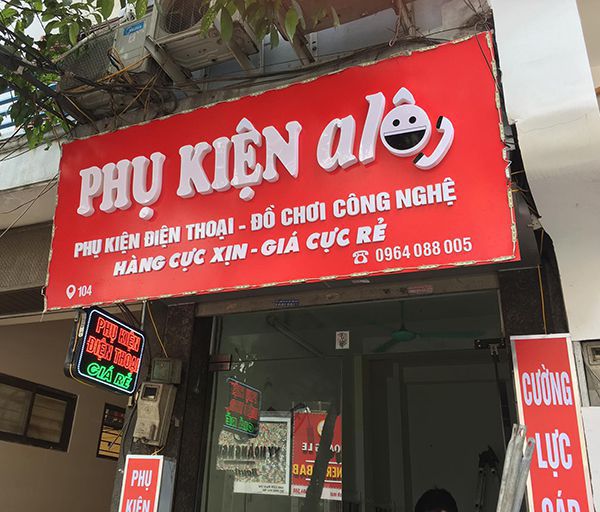 PHỤ KIỆN alô
PHỤ KIỆN ĐIỆN THOẠI - ĐỒ CHƠI CÔNG NGHỆ
HÀNG CỰC XỊN - GIÁ CỰC RẺ
0964 088 005
104
PHỤ KIỆN
ĐIỆN THOẠI
GIÁ RẺ
PHỤ
KIỆN
CƯỜNG
LỰC